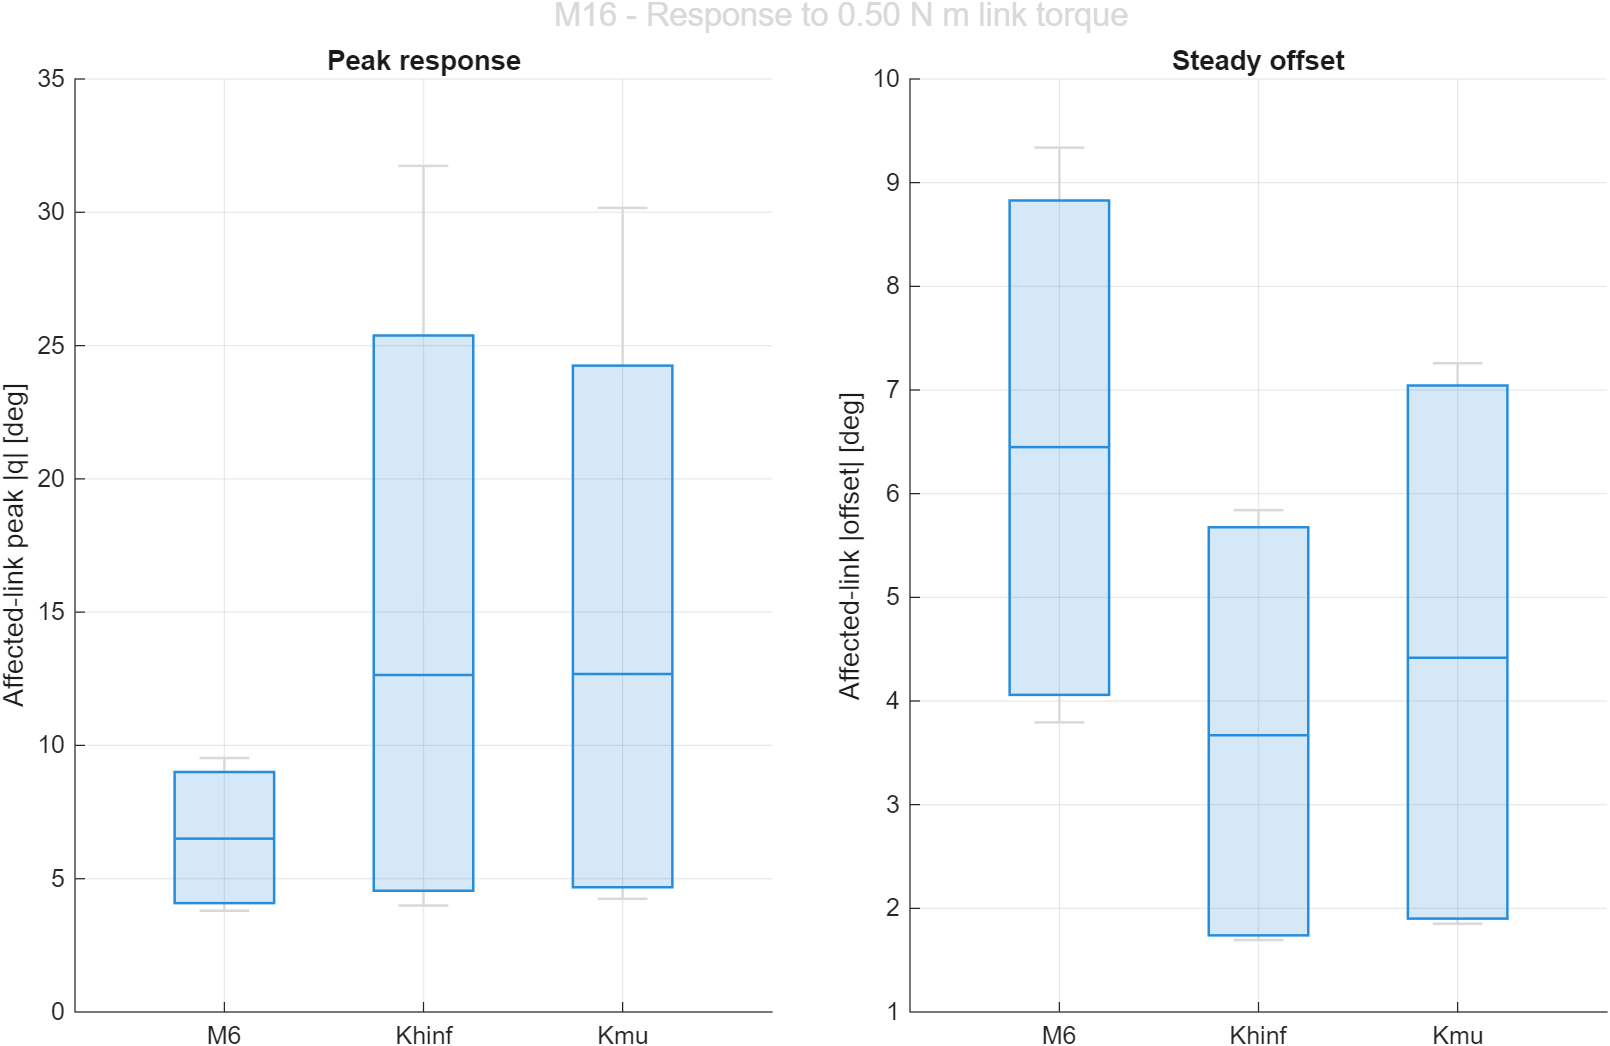 M16 - Response to 0.50 N m link torque
Peak response
Affected-link peak |q| [deg]
35
30
25
20
15
10
5
0
M6
Khinf
Kmu
Steady offset
Affected-link |offset| [deg]
10
9
8
7
6
5
4
3
2
1
M6
Khinf
Kmu